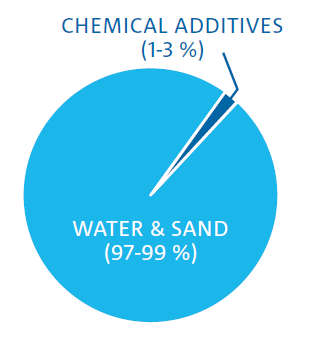 CHEMICAL ADDITIVES
(1-3 %)
WATER & SAND
(97-99 %)